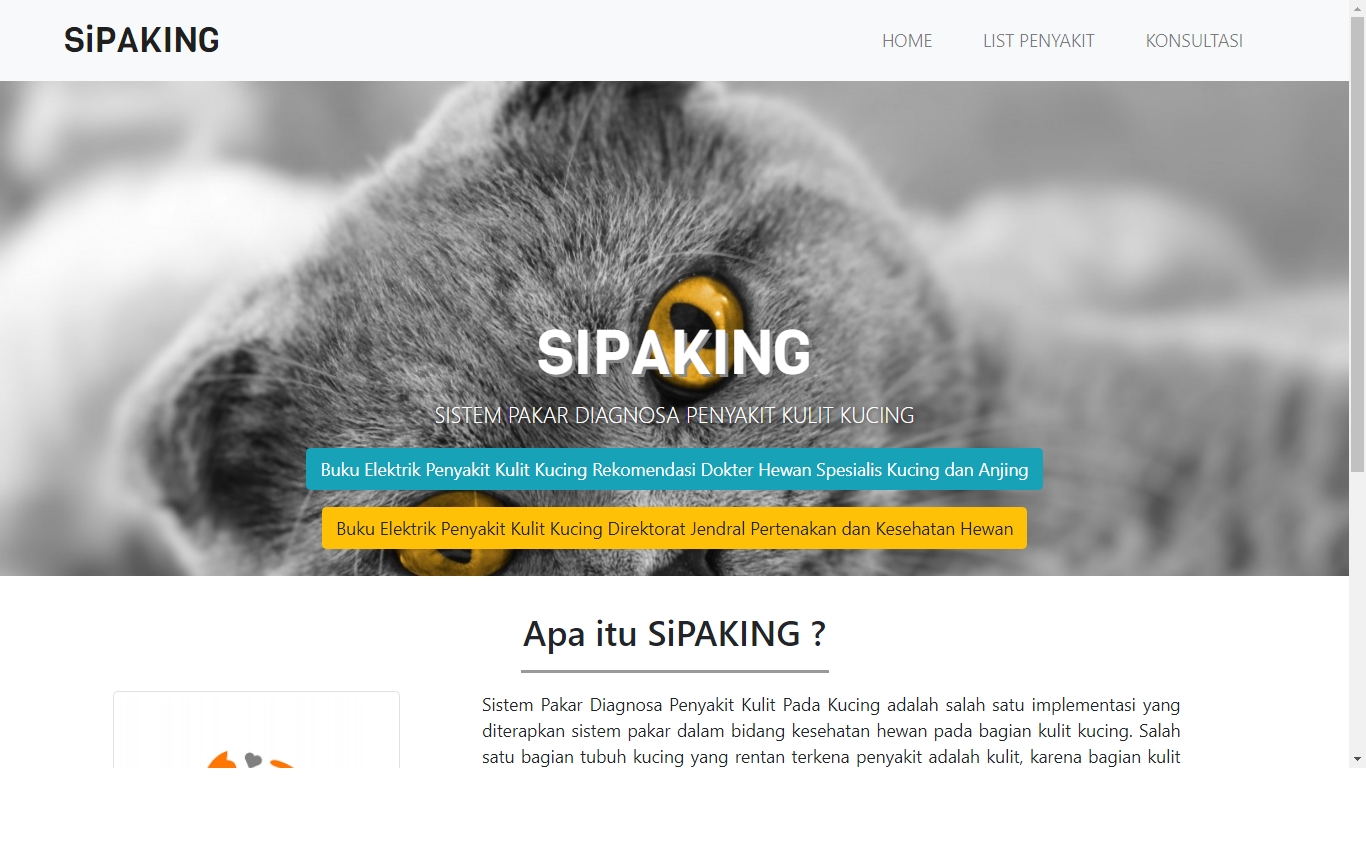 SiPAKING
HOME
LIST PENYAKIT
KONSULTASI
SIPAKING
SISTEM PAKAR DIAGNOSA PENYAKIT KULIT KUCING
Buku Elektrik Penyakit Kulit Kucing Rekomendasi Dokter Hewan Spesialis Kucing dan Anjing
Buku Elektrik Penyakit Kulit Kucing Direktorat Jendral Pertenakan dan Kesehatan Hewan
Apa itu SiPAKING ?
Sistem Pakar Diagnosa Penyakit Kulit Pada Kucing adalah salah satu implementasi yang
diterapkan sistem pakar dalam bidang kesehatan hewan pada bagian kulit kucing. Salah
satu bagian tubuh kucing yang rentan terkena penyakit adalah kulit, karena bagian kulit